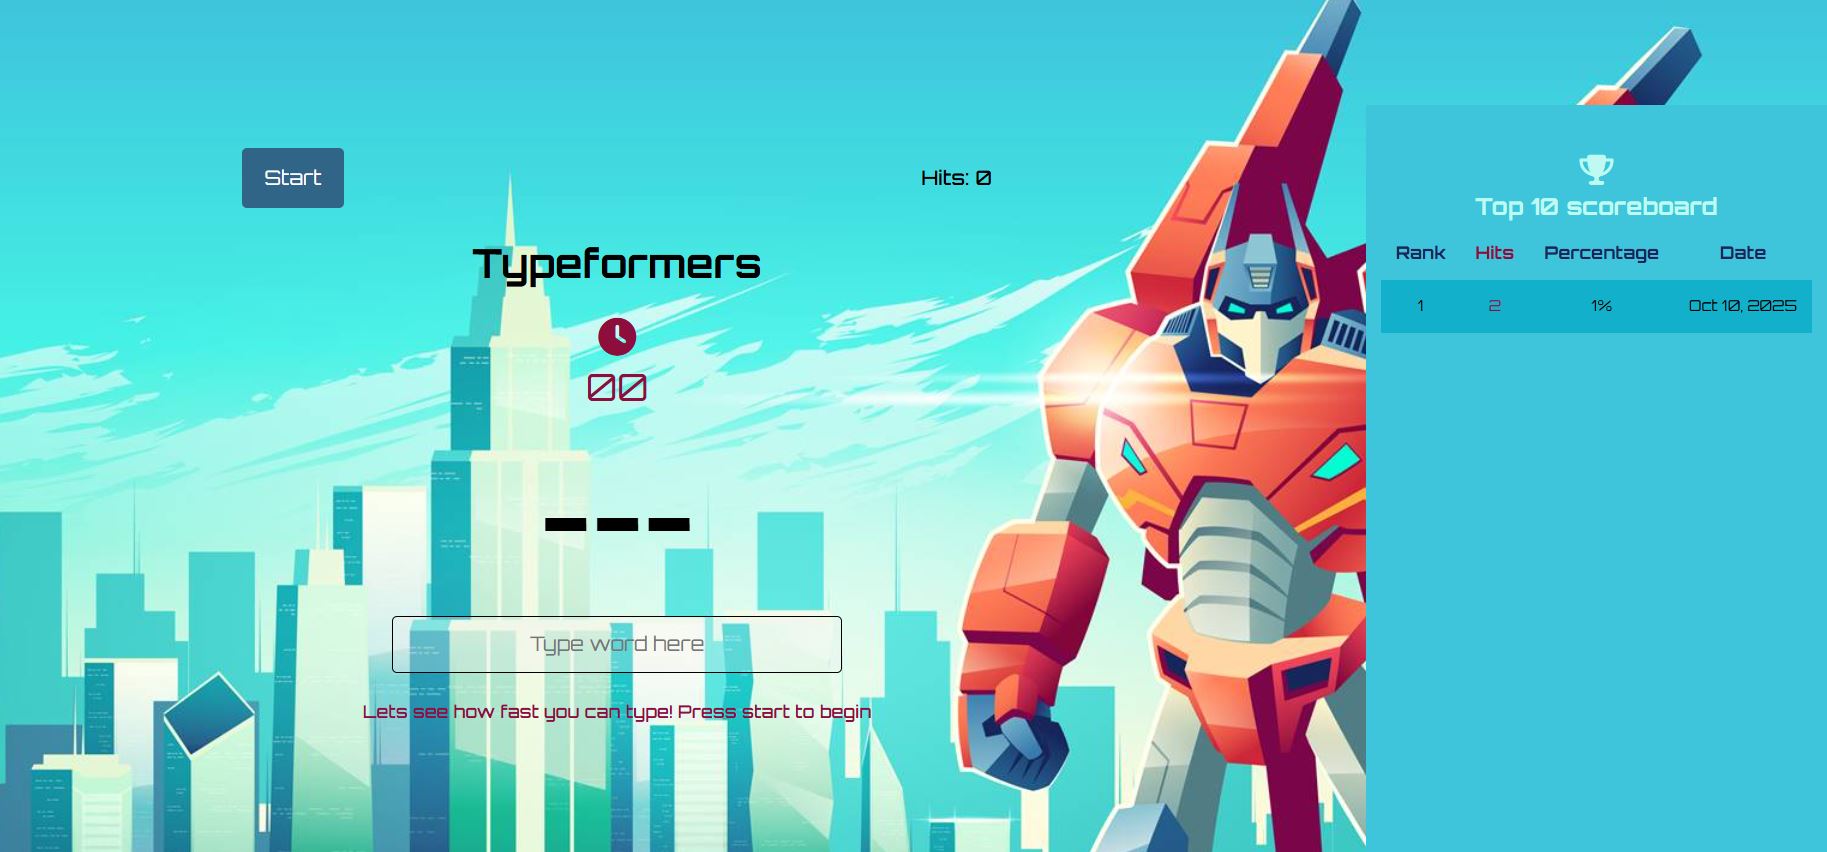 Start
Hits: 0
Typeformers
00
---
Type word here
Lets see how fast you can type! Press start to begin
Top 10 scoreboard
Rank Hits Percentage Date
1 2 1% Oct 10, 2025